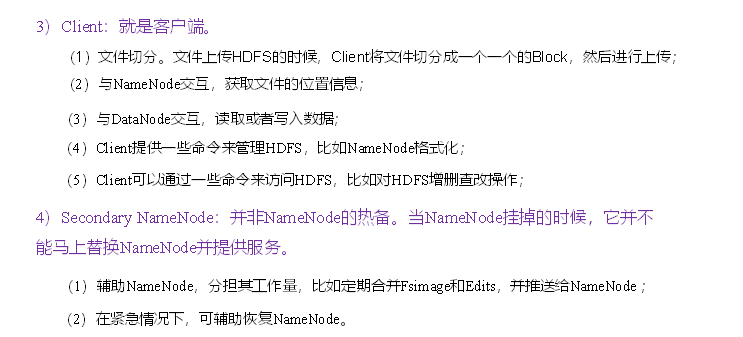 3）Client：就是客户端。
（1）文件切分。文件上传HDFS的时候，Client将文件切分成一个一个的Block，然后进行上传；
（2）与NameNode交互，获取文件的位置信息；
（3）与DataNode交互，读取或者写入数据；
（4）Client提供一些命令来管理HDFS，比如NameNode格式化；
（5）Client可以通过一些命令来访问HDFS，比如对HDFS增删查改操作；
4）Secondary NameNode：并非NameNode的热备。当NameNode挂掉的时候，它并不
能马上替换NameNode并提供服务。
（1）辅助NameNode，分担其工作量，比如定期合并Fsimage和Edits，并推送给NameNode ；
（2）在紧急情况下，可辅助恢复NameNode。